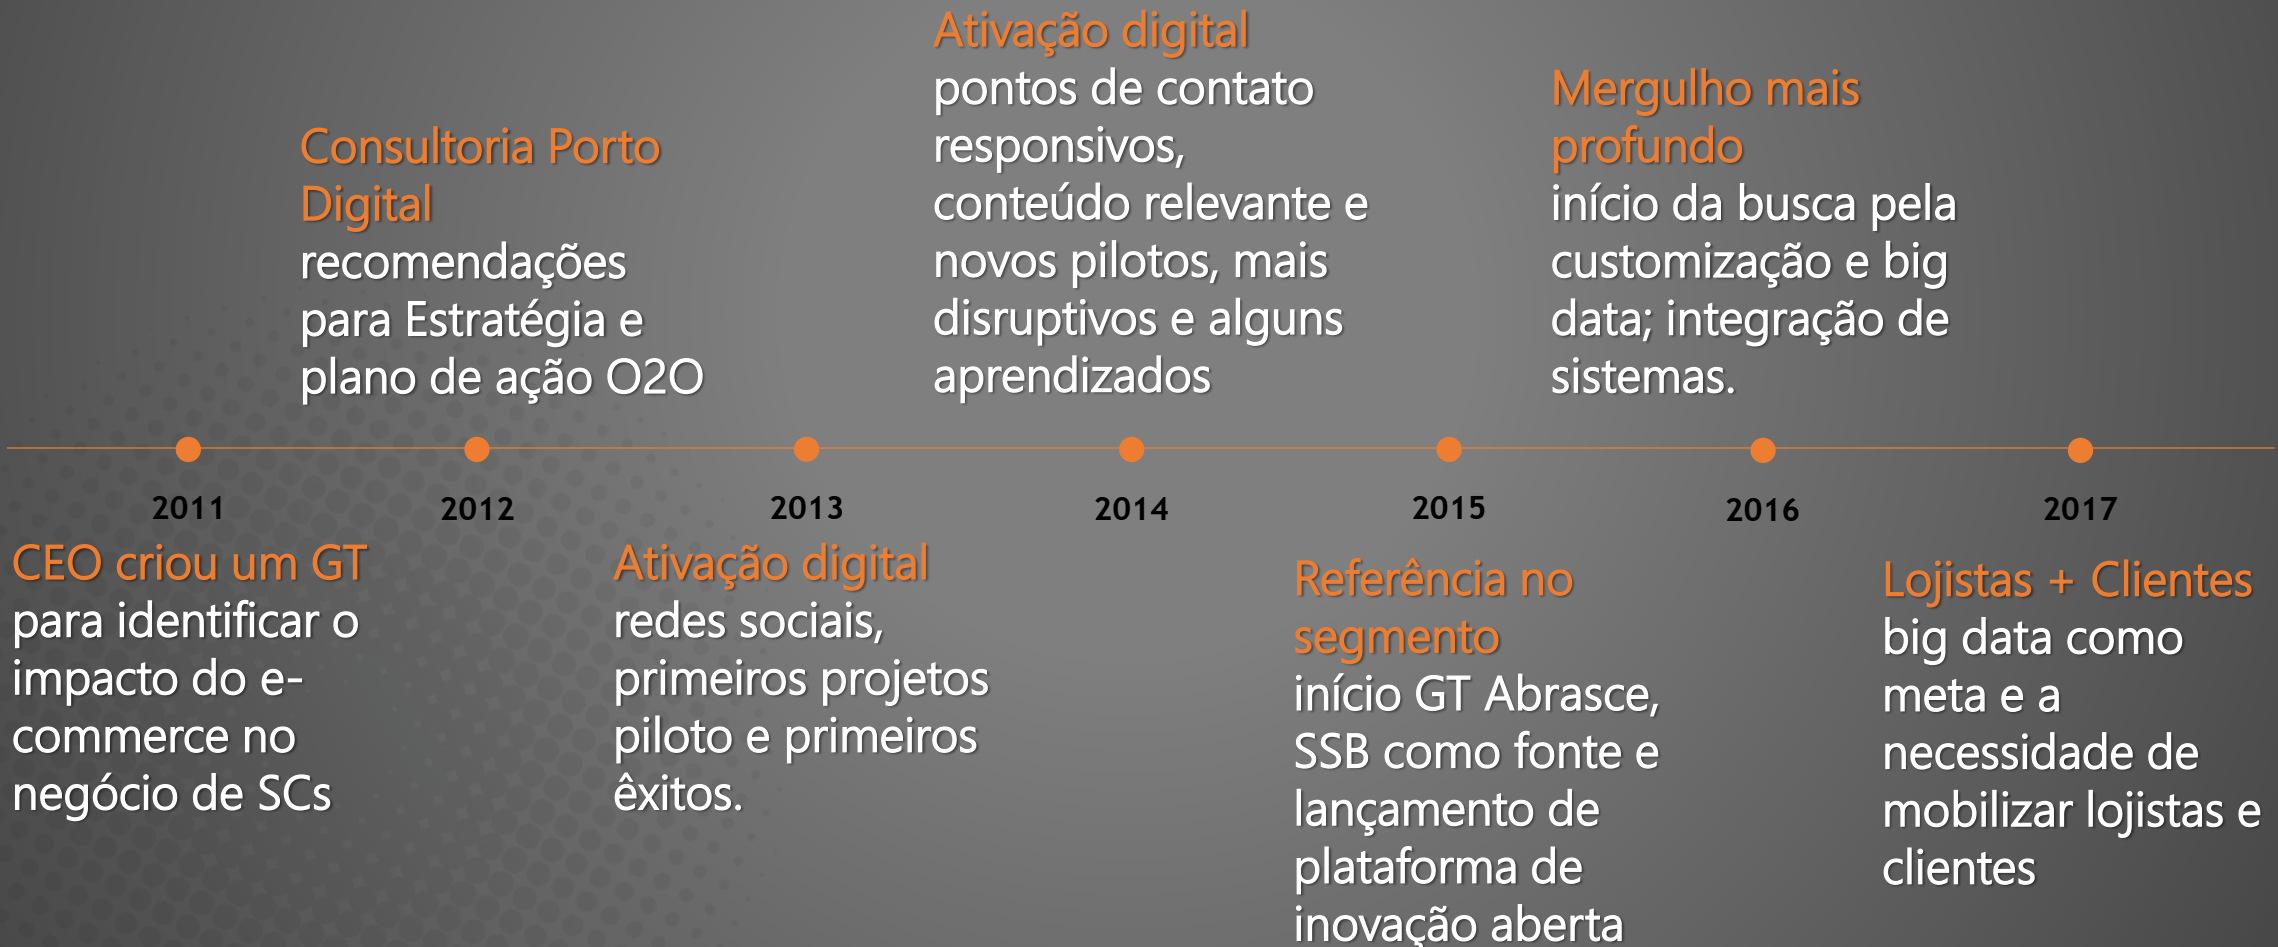 Consultoria Porto
Digital
recomendações
para Estratégia e
plano de ação O2O
Ativação digital
pontos de contato
responsivos,
conteúdo relevante e
novos pilotos, mais
disruptivos e alguns
aprendizados
Mergulho mais
profundo
início da busca pela
customização e big
data; integração de
sistemas.
2011
2012
2013
2014
2015
2016
2017
CEO criou um GT
para identificar o
impacto do e-
commerce no
negócio de SCs
Ativação digital
redes sociais,
primeiros projetos
piloto e primeiros
êxitos.
Referência no
segmento
início GT Abrasce,
SSB como fonte e
lançamento de
plataforma de
inovação aberta
Lojistas + Clientes
big data como
meta e a
necessidade de
mobilizar lojistas e
clientes